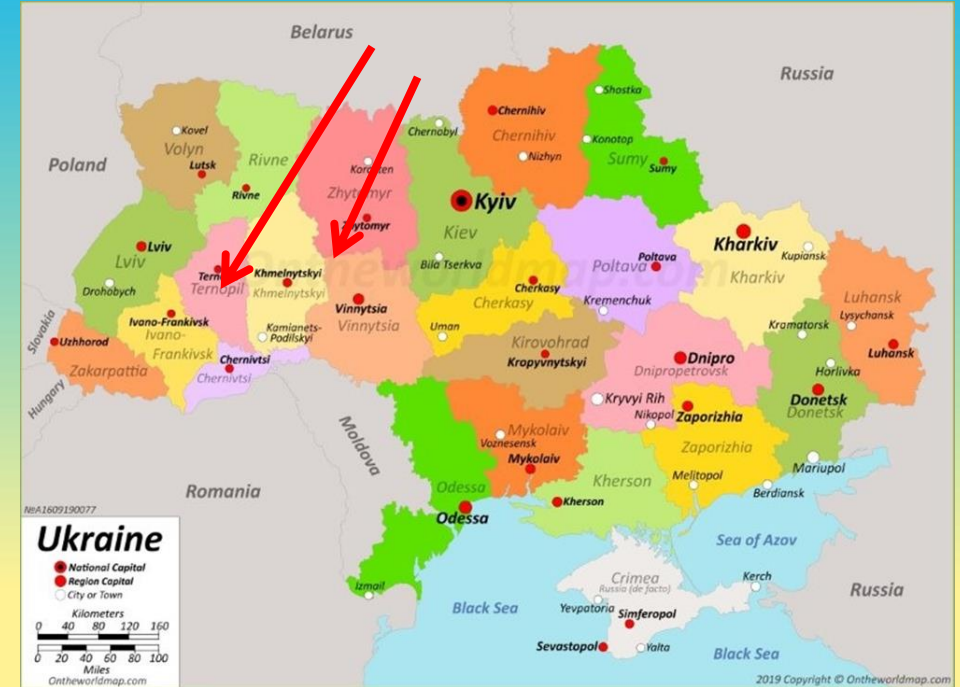 Belarus
Russia
Shostka
Chernihiv
Kovel
Chernobyl
Chernihiv
Konotop
Volyn
Poland
Rivne
Nizhyn
Sumy
Lutsk
Sumy
Zhytomyr
Rivne
Kyiv
Kiev
Kharkiv
Lviv
Kupiansk
Lviv
Bila Tserkva
Poltava
Poltava
Khmelnytskyi
Kharkiv
Ternopil
Khmelnytskyi
Cherkasy
Drohobych
Cherkasy
Luhansk
Kremenchuk
Vinnytsia
Lysychansk
Ivano-Frankivsk
Vinnytsia
Uman
Kramatorsk
Slovakia
Kamianets-
Podilskyi
Ivano-
Frankivsk
Kirovohrad
Uzhhorod
Luhansk
Chernivtsi
Kropyvnytskyi
Dnipro
Zakarpattia
Chernivtsi
Dnipropetrovsk
Horlivka
Hungary
Kryvyi Rih
Donetsk
Donetsk
Nikopol
Zaporizhia
Moldova
Mykolaiv
Voznesensk
Zaporizhia
Mykolaiv
Mariupol
Kherson
Melitopol
Romania
Odessa
Berdiansk
Kherson
№A1609190077
Odessa
Ukraine
Sea of Azov
National Capital
Region Capital
City or Town
Crimea
Russia (de facto)
Kerch
Izmail
Russia
Black Sea
Yevpatoria
Simferopol
Kilometers
0 40 80 120 160
Sevastopol
Yalta
Black Sea
0 20 40 60 80 100
Miles
Ontheworldmap.com
2019 Copyright © Ontheworldmap.com